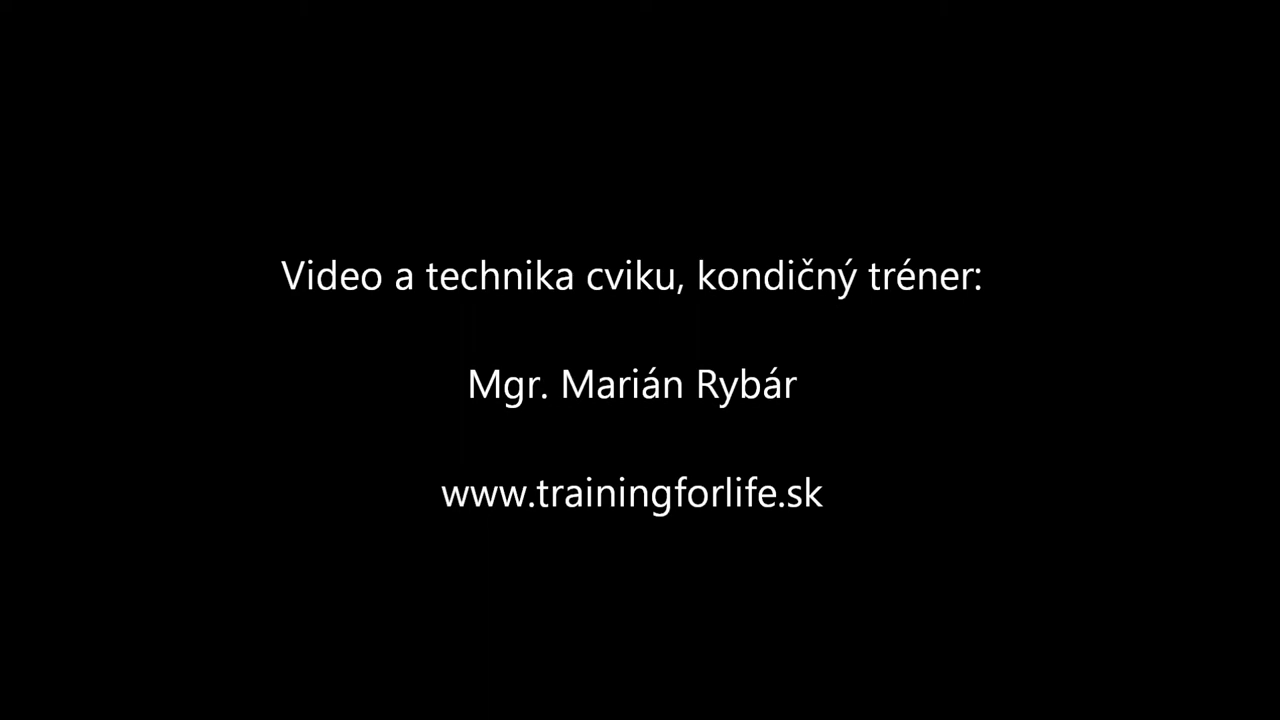 Video a technika cviku, kondičný tréner:
Mgr. Marián Rybár
www.trainingforlife.sk